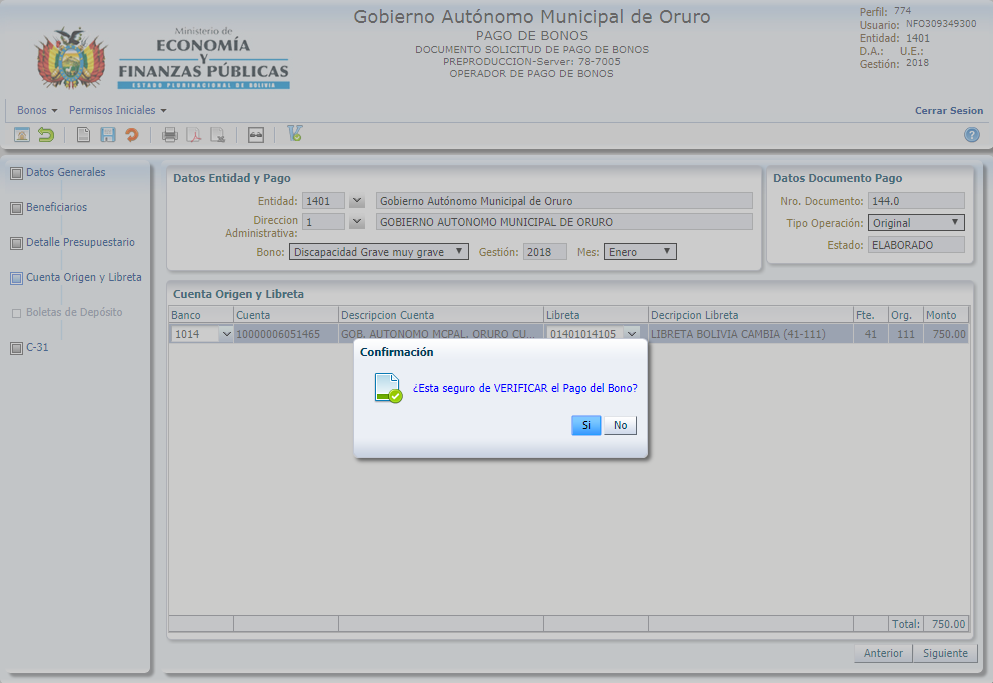 Ministerio de
ECONOMÍA
Y
FINANZAS PÚBLICAS
ESTADO PLURINACIONAL DE BOLIVIA
Gobierno Autónomo Municipal de Oruro
PAGO DE BONOS
DOCUMENTO SOLICITUD DE PAGO DE BONOS
PREPRODUCCION-Server: 78-7005
OPERADOR DE PAGO DE BONOS
Perfil: 774
Usuario: NFO309349300
Entidad: 1401
D.A.: U.E.:
Gestión: 2018
Bonos Permisos Iniciales Cerrar Sesion
Datos Generales
Beneficiarios
Detalle Presupuestario
Cuenta Origen y Libreta
Boletas de Depósito
C-31
Datos Entidad y Pago
Entidad: 1401 Gobierno Autónomo Municipal de Oruro
Direccion Administrativa: 1 GOBIERNO AUTONOMO MUNICIPAL DE ORURO
Bono: Discapacidad Grave muy grave Gestión: 2018 Mes: Enero
Datos Documento Pago
Nro. Documento: 144.0
Tipo Operación: Original
Estado: ELABORADO
Cuenta Origen y Libreta
Banco Cuenta Descripcion Cuenta Libreta Decripcion Libreta Fte. Org. Monto
1014 10000006051465 GOB. AUTONOMO MCPAL. ORURO CU... 01401014105 LIBRETA BOLIVIA CAMBIA (41-111) 41 111 750.00
Confirmación
¿Esta seguro de VERIFICAR el Pago del Bono?
Si No
Total: 750.00
Anterior Siguiente